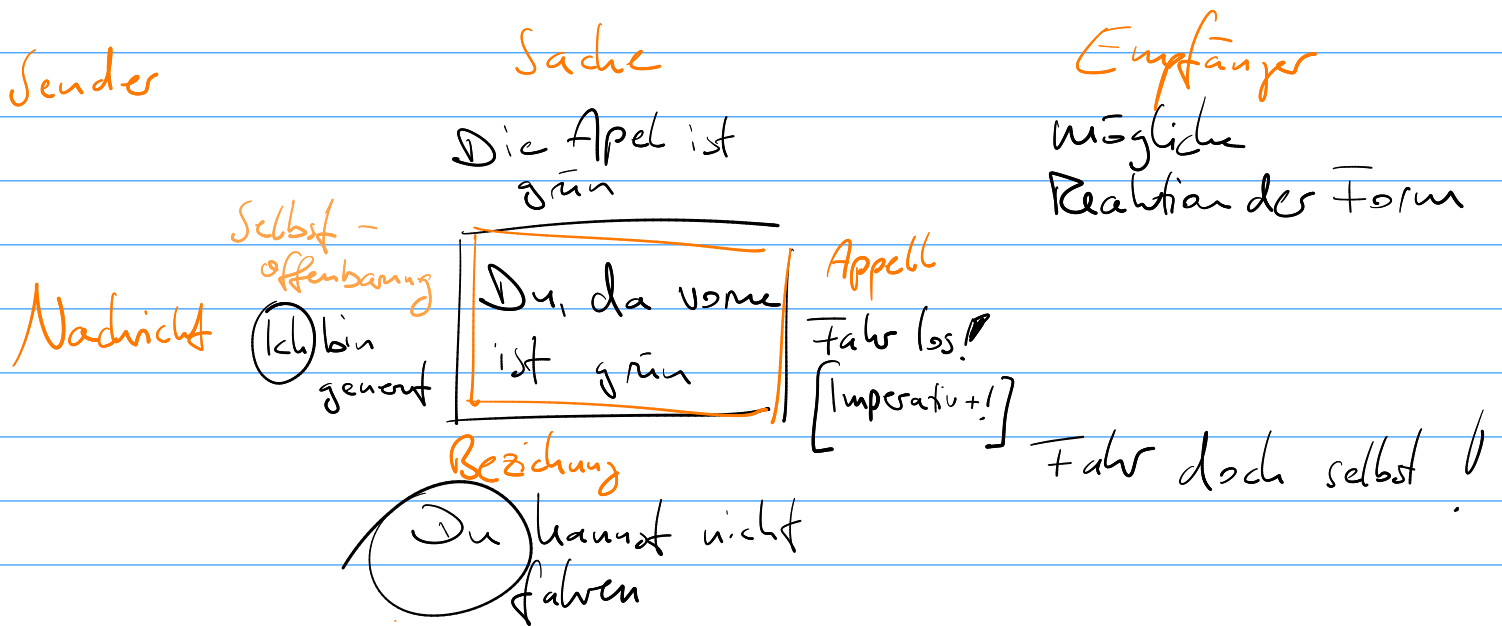 Sender
Sache
Empfänger
Die Apel ist
grün
mögliche
Reaktion der Form
Selbst-
offenbarung
Nachricht
Ich bin
genervt
Du, da vorne
ist grün
Appell
Fahr los!
[Imperativ+!]
Beziehung
Du kannst nicht
fahren
Fahr doch selbst!